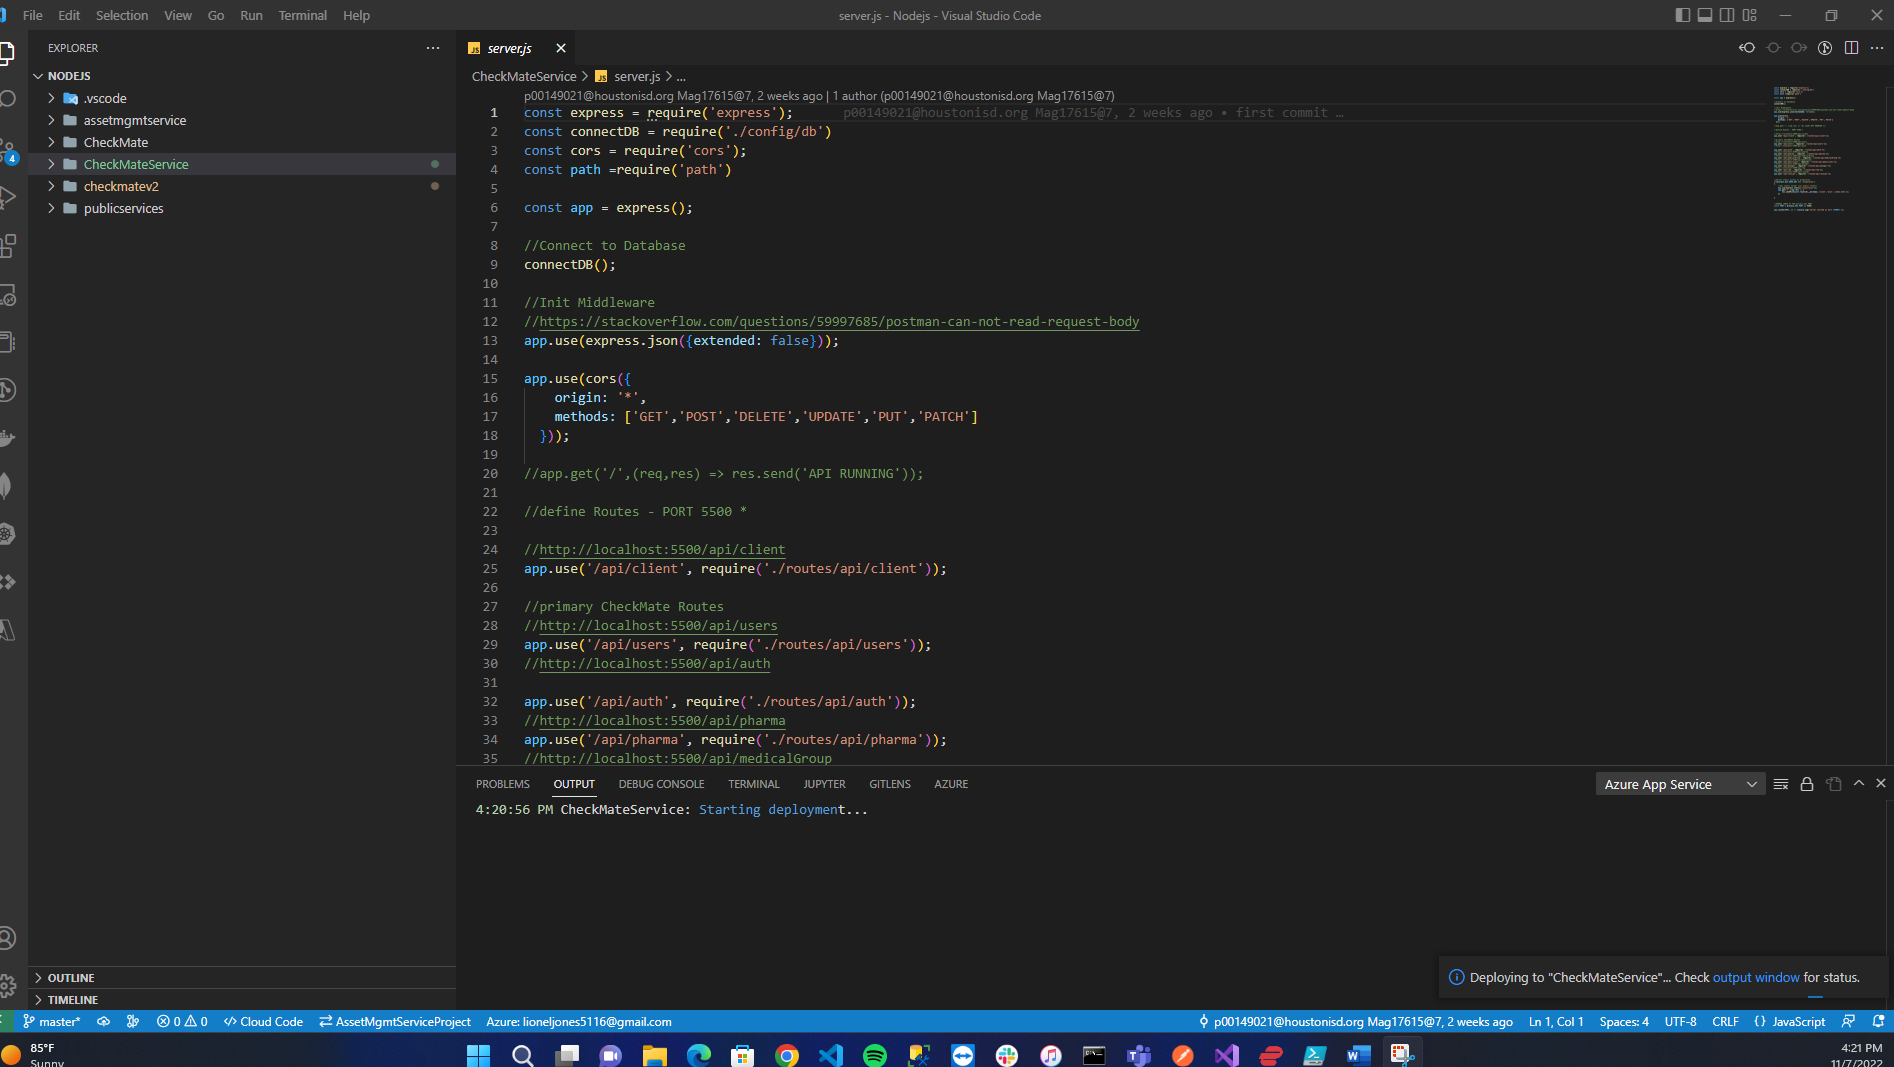 File Edit Selection View Go Run Terminal Help
server.js - Nodejs - Visual Studio Code
EXPLORER
NODEJS
.vscode
assetmgmtservice
CheckMate
CheckMateService
checkmatev2
publicservices
OUTLINE
TIMELINE
4
JS server.js
CheckMateService > JS server.js > ...
p00149021@houstonisd.org Mag17615@7, 2 weeks ago | 1 author (p00149021@houstonisd.org Mag17615@7)
1 const express = require('express'); p00149021@houstonisd.org Mag17615@7, 2 weeks ago • first commit …
2 const connectDB = require('./config/db')
3 const cors = require('cors');
4 const path =require('path')
5
6 const app = express();
7
8 //Connect to Database
9 connectDB();
10
11 //Init Middleware
12 //https://stackoverflow.com/questions/59997685/postman-can-not-read-request-body
13 app.use(express.json({extended: false}));
14
15 app.use(cors({
16 origin: '*',
17 methods: ['GET','POST','DELETE','UPDATE','PUT','PATCH']
18 }));
19
20 //app.get('/',(req,res) => res.send('API RUNNING'));
21
22 //define Routes - PORT 5500 *
23
24 //http://localhost:5500/api/client
25 app.use('/api/client', require('./routes/api/client'));
26
27 //primary CheckMate Routes
28 //http://localhost:5500/api/users
29 app.use('/api/users', require('./routes/api/users'));
30 //http://localhost:5500/api/auth
31
32 app.use('/api/auth', require('./routes/api/auth'));
33 //http://localhost:5500/api/pharma
34 app.use('/api/pharma', require('./routes/api/pharma'));
35 //http://localhost:5500/api/medicalGroup
PROBLEMS OUTPUT DEBUG CONSOLE TERMINAL JUPYTER GITLENS AZURE
Azure App Service
4:20:56 PM CheckMateService: Starting deployment...
Deploying to "CheckMateService"... Check output window for status.
master* 0 0 Cloud Code AssetMgmtServiceProject Azure: lioneljones5116@gmail.com
p00149021@houstonisd.org Mag17615@7, 2 weeks ago Ln 1, Col 1 Spaces: 4 UTF-8 CRLF {} JavaScript
85°F
Sunny
4:21 PM
11/7/2022